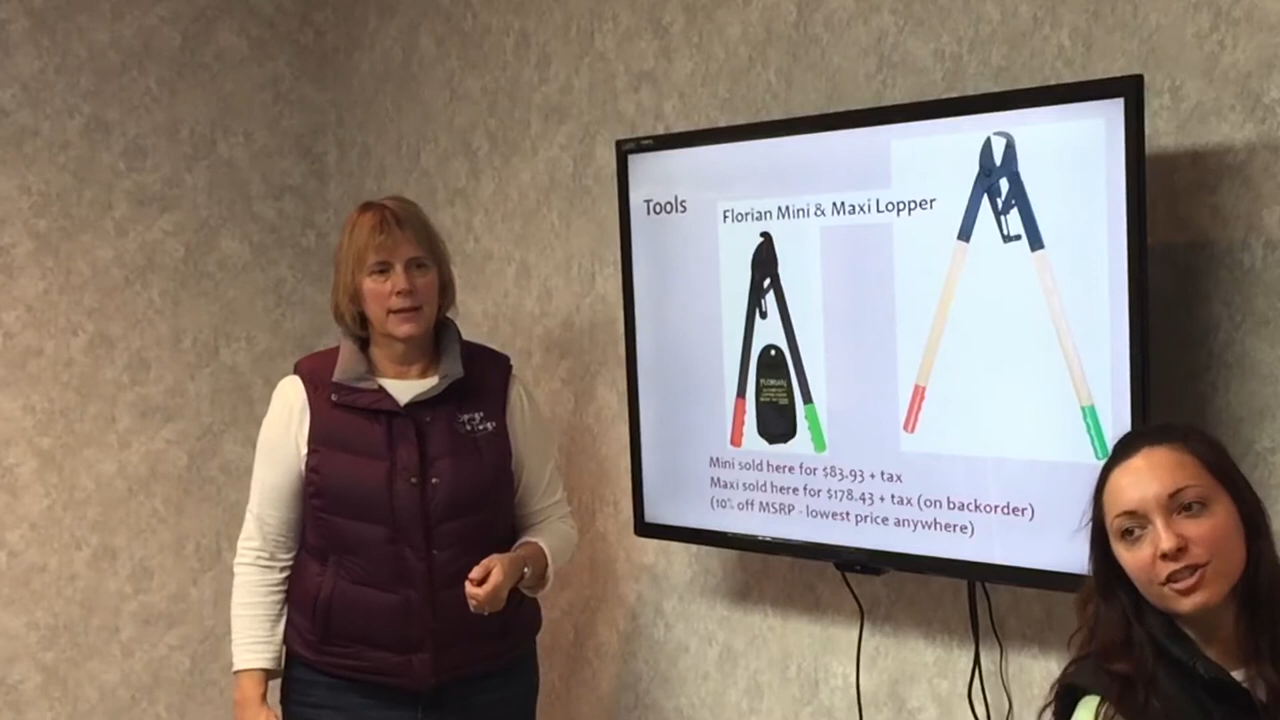 Tools
Florian Mini & Maxi Lopper
FLORIAN
Mini sold here for $83.93 + tax
Maxi sold here for $178.43 + tax (on backorder)
(10% off MSRP - lowest price anywhere)